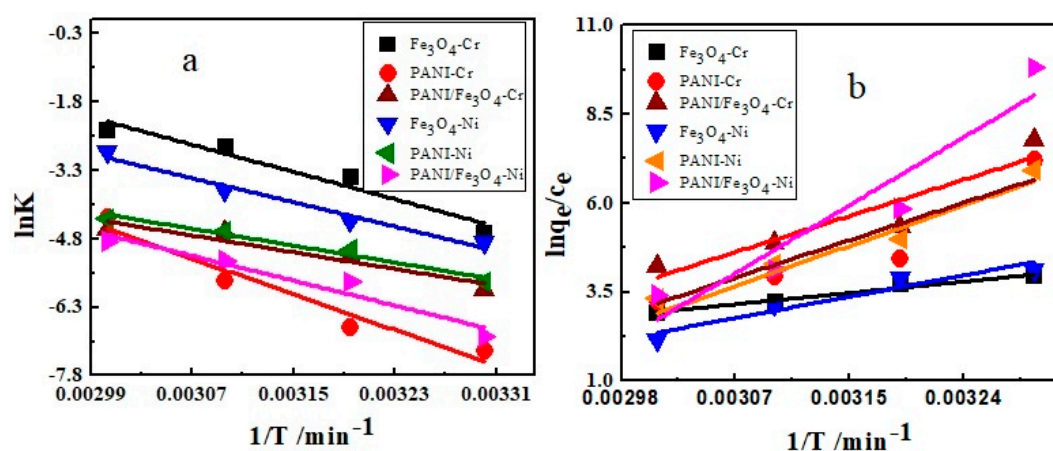 -0.3
-1.8
-3.3
-4.8
-6.3
-7.8
lnK
a
Fe₃O₄-Cr
PANI-Cr
PANI/Fe₃O₄-Cr
Fe₃O₄-Ni
PANI-Ni
PANI/Fe₃O₄-Ni
0.00299 0.00307 0.00315 0.00323 0.00331
1/T /min⁻¹
11.0
8.5
6.0
3.5
1.0
lnqₑ/cₑ
b
Fe₃O₄-Cr
PANI-Cr
PANI/Fe₃O₄-Cr
Fe₃O₄-Ni
PANI-Ni
PANI/Fe₃O₄-Ni
0.00298 0.00307 0.00315 0.00324
1/T /min⁻¹